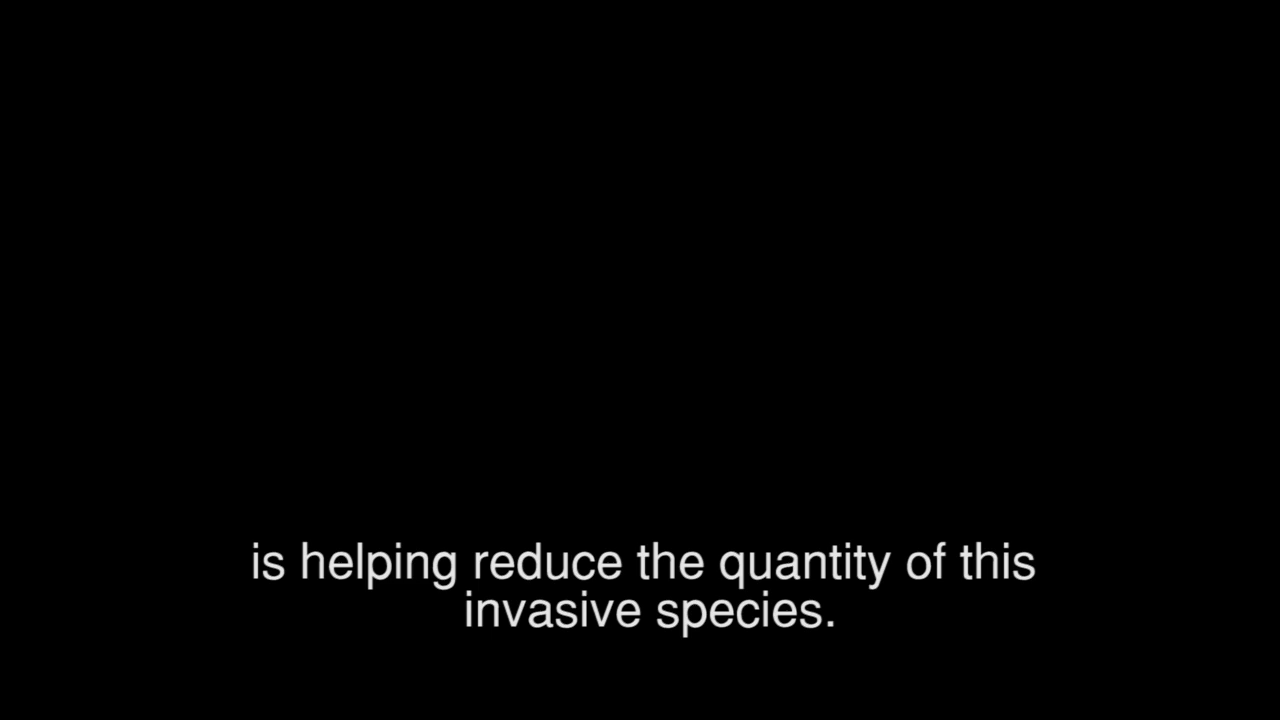 is helping reduce the quantity of this
invasive species.